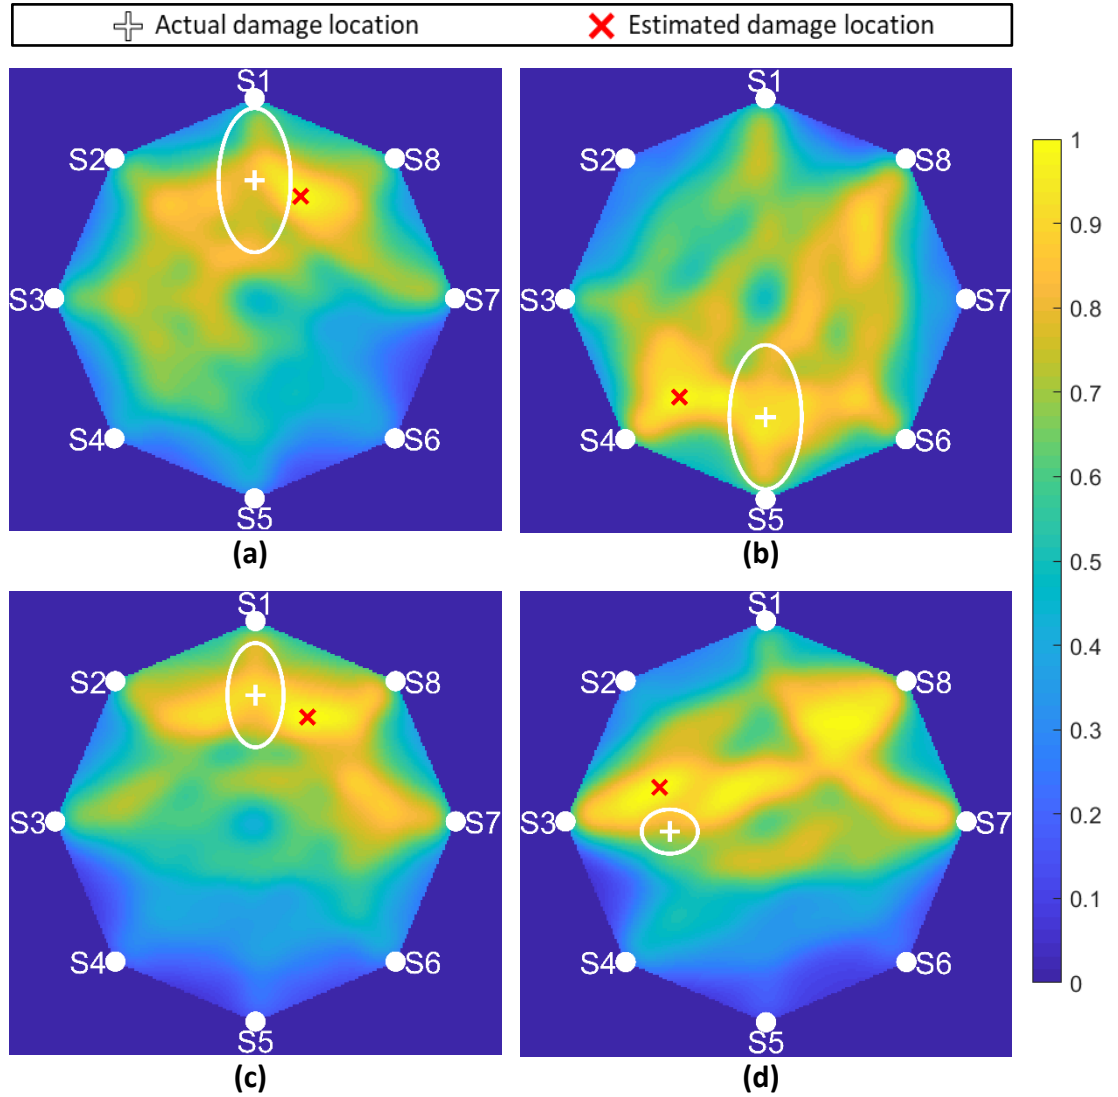 Actual damage location Estimated damage location
S1 S1
S2 S8 S2 S8
S3 S7 S3 S7
S4 S6 S4 S6
S5 S5
(a) (b)
S1 S1
S2 S8 S2 S8
S3 S7 S3 S7
S4 S6 S4 S6
S5 S5
(c) (d)
1
0.9
0.8
0.7
0.6
0.5
0.4
0.3
0.2
0.1
0